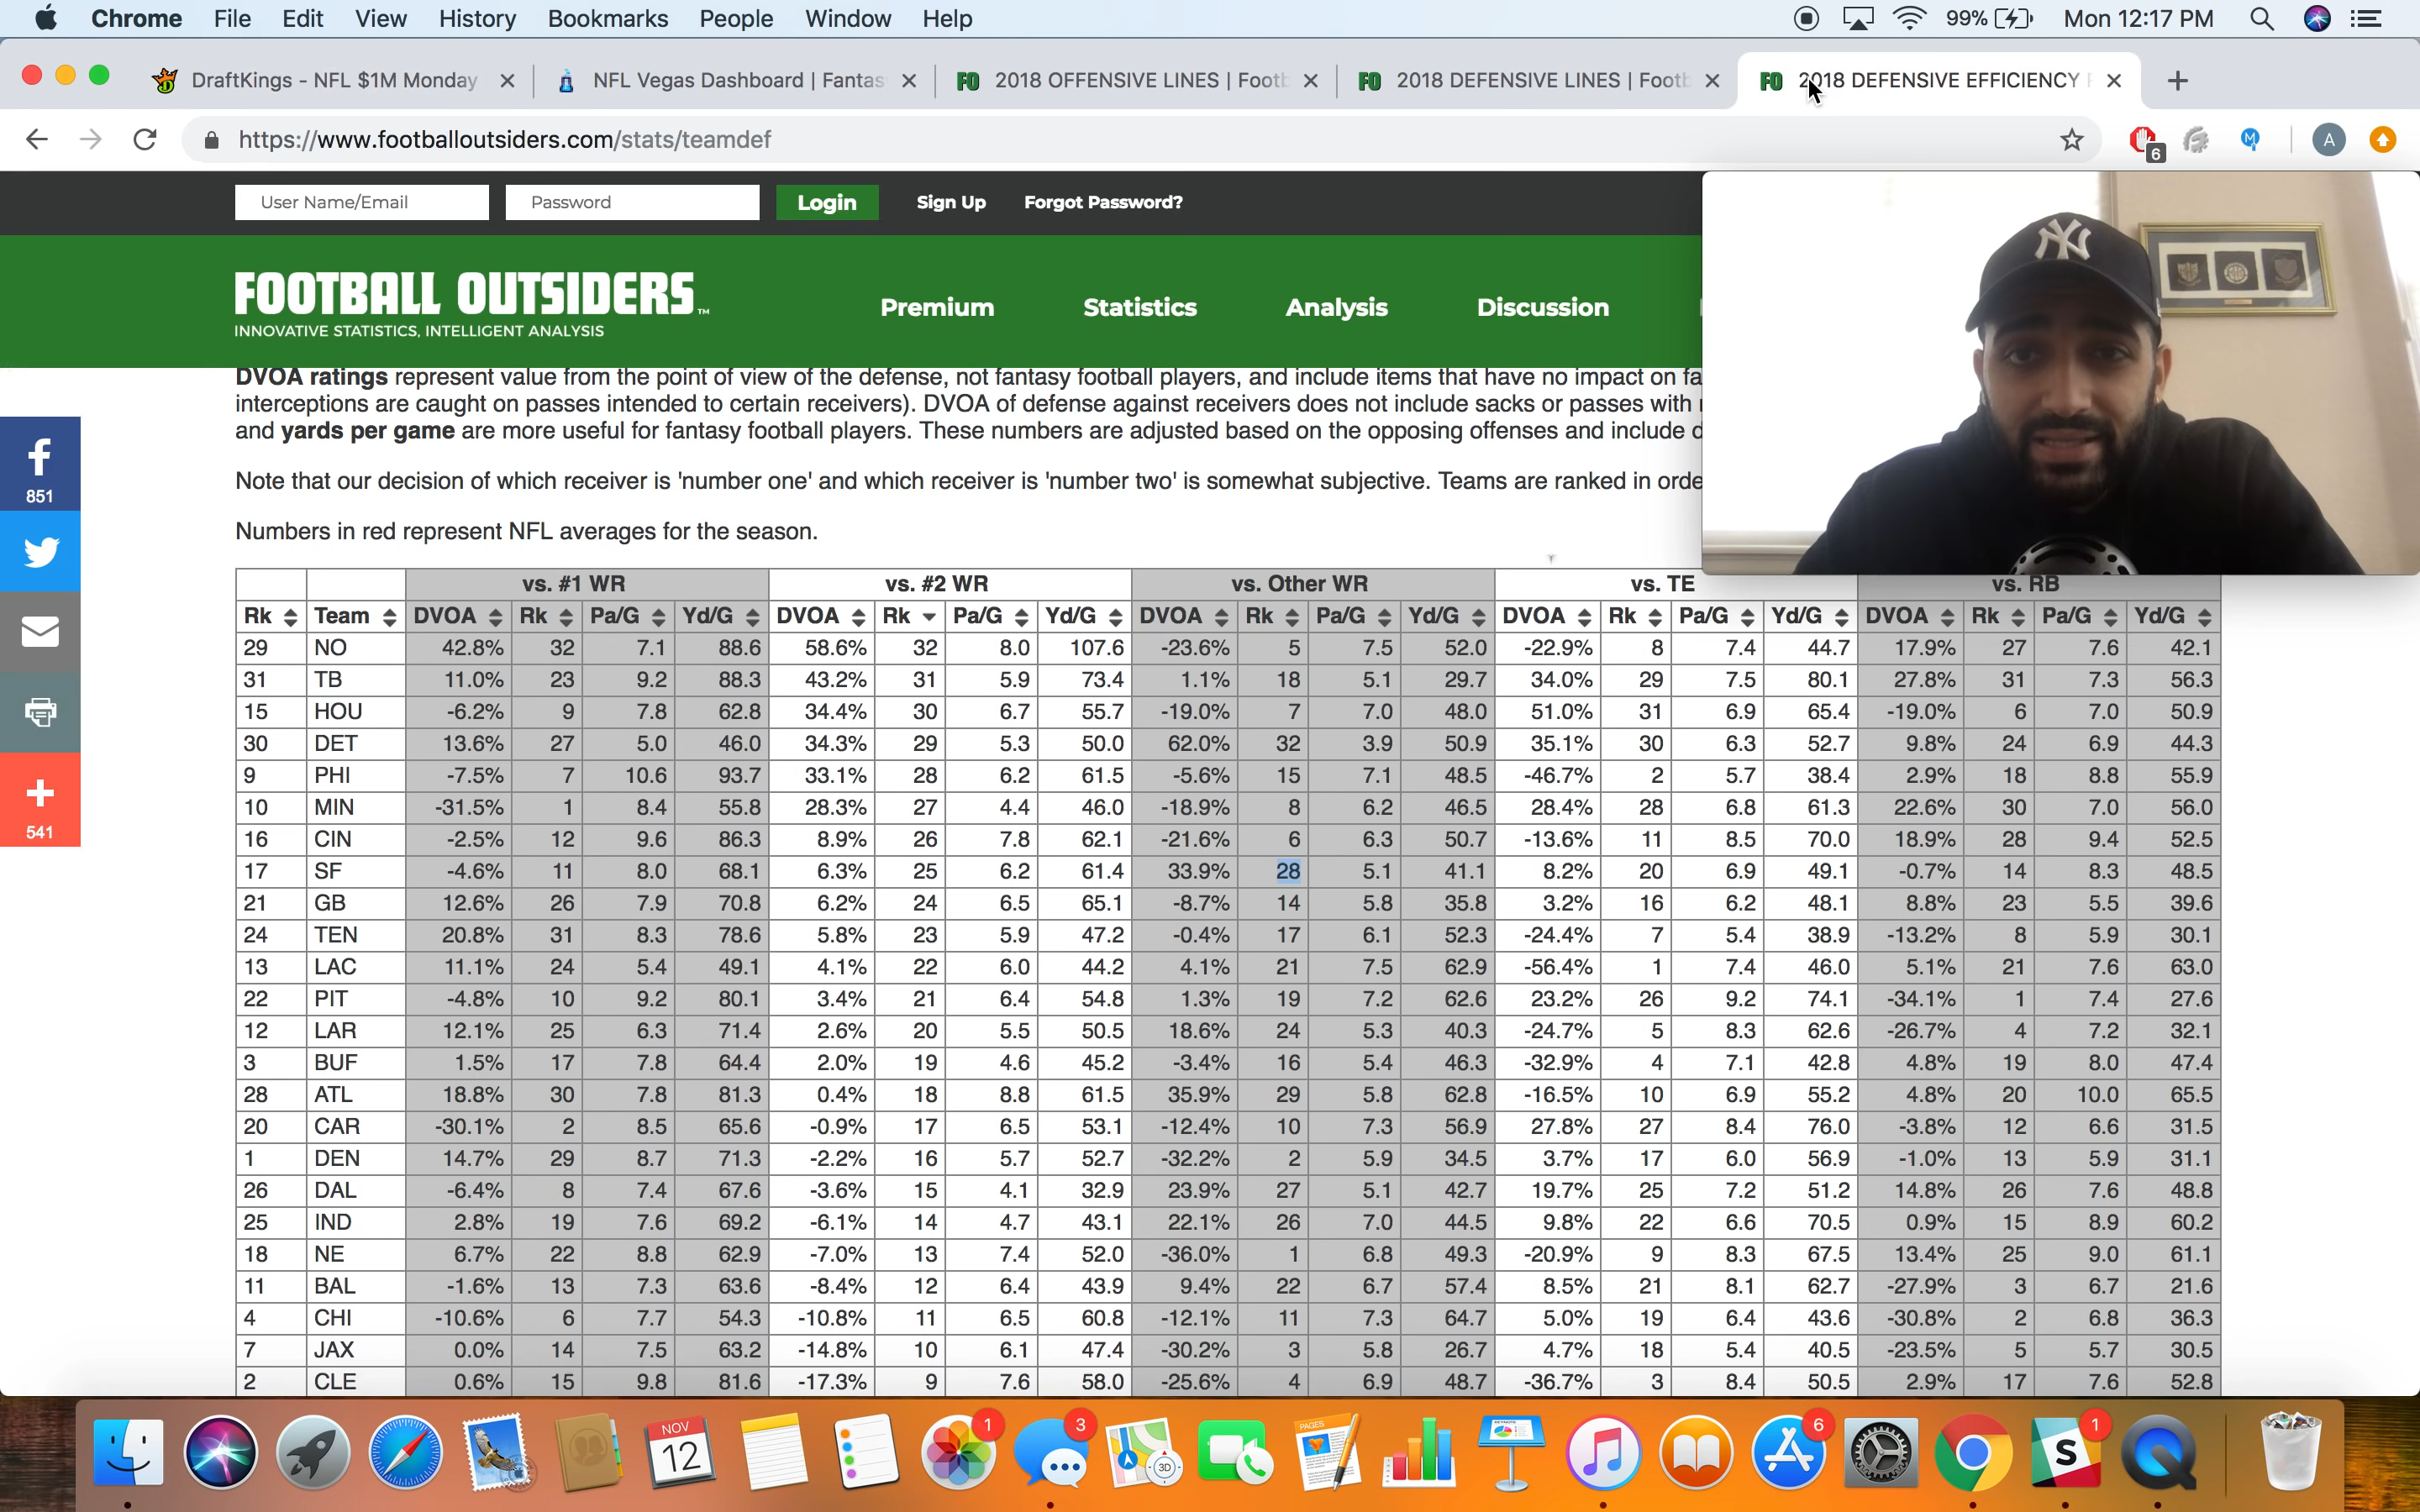 Chrome File Edit View History Bookmarks People Window Help 99% Mon 12:17 PM
DraftKings - NFL $1M Monday NFL Vegas Dashboard | Fantas 2018 OFFENSIVE LINES | Footb 2018 DEFENSIVE LINES | Footb 2018 DEFENSIVE EFFICIENCY
https://www.footballoutsiders.com/stats/teamdef 6 M A
User Name/Email Password Login Sign Up Forgot Password?
FOOTBALL OUTSIDERS™ Premium Statistics Analysis Discussion
INNOVATIVE STATISTICS, INTELLIGENT ANALYSIS
NY
DVOA ratings represent value from the point of view of the defense, not fantasy football players, and include items that have no impact on fa
interceptions are caught on passes intended to certain receivers). DVOA of defense against receivers does not include sacks or passes with
and yards per game are more useful for fantasy football players. These numbers are adjusted based on the opposing offenses and include
Note that our decision of which receiver is 'number one' and which receiver is 'number two' is somewhat subjective. Teams are ranked in orde
Numbers in red represent NFL averages for the season.
851
541
vs. #1 WR vs. #2 WR vs. Other WR vs. TE vs. RB
Rk Team DVOA Rk Pa/G Yd/G DVOA Rk Pa/G Yd/G DVOA Rk Pa/G Yd/G DVOA Rk Pa/G Yd/G DVOA Rk Pa/G Yd/G
29 NO 42.8% 32 7.1 88.6 58.6% 32 8.0 107.6 -23.6% 5 7.5 52.0 -22.9% 8 7.4 44.7 17.9% 27 7.6 42.1
31 TB 11.0% 23 9.2 88.3 43.2% 31 5.9 73.4 1.1% 18 5.1 29.7 34.0% 29 7.5 80.1 27.8% 31 7.3 56.3
15 HOU -6.2% 9 7.8 62.8 34.4% 30 6.7 55.7 -19.0% 7 7.0 48.0 51.0% 31 6.9 65.4 -19.0% 6 7.0 50.9
30 DET 13.6% 27 5.0 46.0 34.3% 29 5.3 50.0 62.0% 32 3.9 50.9 35.1% 30 6.3 52.7 9.8% 24 6.9 44.3
9 PHI -7.5% 7 10.6 93.7 33.1% 28 6.2 61.5 -5.6% 15 7.1 48.5 -46.7% 2 5.7 38.4 2.9% 18 8.8 55.9
10 MIN -31.5% 1 8.4 55.8 28.3% 27 4.4 46.0 -18.9% 8 6.2 46.5 28.4% 28 6.8 61.3 22.6% 30 7.0 56.0
16 CIN -2.5% 12 9.6 86.3 8.9% 26 7.8 62.1 -21.6% 6 6.3 50.7 -13.6% 11 8.5 70.0 18.9% 28 9.4 52.5
17 SF -4.6% 11 8.0 68.1 6.3% 25 6.2 61.4 33.9% 28 5.1 41.1 8.2% 20 6.9 49.1 -0.7% 14 8.3 48.5
21 GB 12.6% 26 7.9 70.8 6.2% 24 6.5 65.1 -8.7% 14 5.8 35.8 3.2% 16 6.2 48.1 8.8% 23 5.5 39.6
24 TEN 20.8% 31 8.3 78.6 5.8% 23 5.9 47.2 -0.4% 17 6.1 52.3 -24.4% 7 5.4 38.9 -13.2% 8 5.9 30.1
13 LAC 11.1% 24 5.4 49.1 4.1% 22 6.0 44.2 4.1% 21 7.5 62.9 -56.4% 1 7.4 46.0 5.1% 21 7.6 63.0
22 PIT -4.8% 10 9.2 80.1 3.4% 21 6.4 54.8 1.3% 19 7.2 62.6 23.2% 26 9.2 74.1 -34.1% 1 7.4 27.6
12 LAR 12.1% 25 6.3 71.4 2.6% 20 5.5 50.5 18.6% 24 5.3 40.3 -24.7% 5 8.3 62.6 -26.7% 4 7.2 32.1
3 BUF 1.5% 17 7.8 64.4 2.0% 19 4.6 45.2 -3.4% 16 5.4 46.3 -32.9% 4 7.1 42.8 4.8% 19 8.0 47.4
28 ATL 18.8% 30 7.8 81.3 0.4% 18 8.8 61.5 35.9% 29 5.8 62.8 -16.5% 10 6.9 55.2 4.8% 20 10.0 65.5
20 CAR -30.1% 2 8.5 65.6 -0.9% 17 6.5 53.1 -12.4% 10 7.3 56.9 27.8% 27 8.4 76.0 -3.8% 12 6.6 31.5
1 DEN 14.7% 29 8.7 71.3 -2.2% 16 5.7 52.7 -32.2% 2 5.9 34.5 3.7% 17 6.0 56.9 -1.0% 13 5.9 31.1
26 DAL -6.4% 8 7.4 67.6 -3.6% 15 4.1 32.9 23.9% 27 5.1 42.7 19.7% 25 7.2 51.2 14.8% 26 7.6 48.8
25 IND 2.8% 19 7.6 69.2 -6.1% 14 4.7 43.1 22.1% 26 7.0 44.5 9.8% 22 6.6 70.5 0.9% 15 8.9 60.2
18 NE 6.7% 22 8.8 62.9 -7.0% 13 7.4 52.0 -36.0% 1 6.8 49.3 -20.9% 9 8.3 67.5 13.4% 25 9.0 61.1
11 BAL -1.6% 13 7.3 63.6 -8.4% 12 6.4 43.9 9.4% 22 6.7 57.4 8.5% 21 8.1 62.7 -27.9% 3 6.7 21.6
4 CHI -10.6% 6 7.7 54.3 -10.8% 11 6.5 60.8 -12.1% 11 7.3 64.7 5.0% 19 6.4 43.6 -30.8% 2 6.8 36.3
7 JAX 0.0% 14 7.5 63.2 -14.8% 10 6.1 47.4 -30.2% 3 5.8 26.7 4.7% 18 5.4 40.5 -23.5% 5 5.7 30.5
2 CLE 0.6% 15 9.8 81.6 -17.3% 9 7.6 58.0 -25.6% 4 6.9 48.7 -36.7% 3 8.4 50.5 2.9% 17 7.6 52.8
NOV 12 1 3 3D PAGES 6 S 1